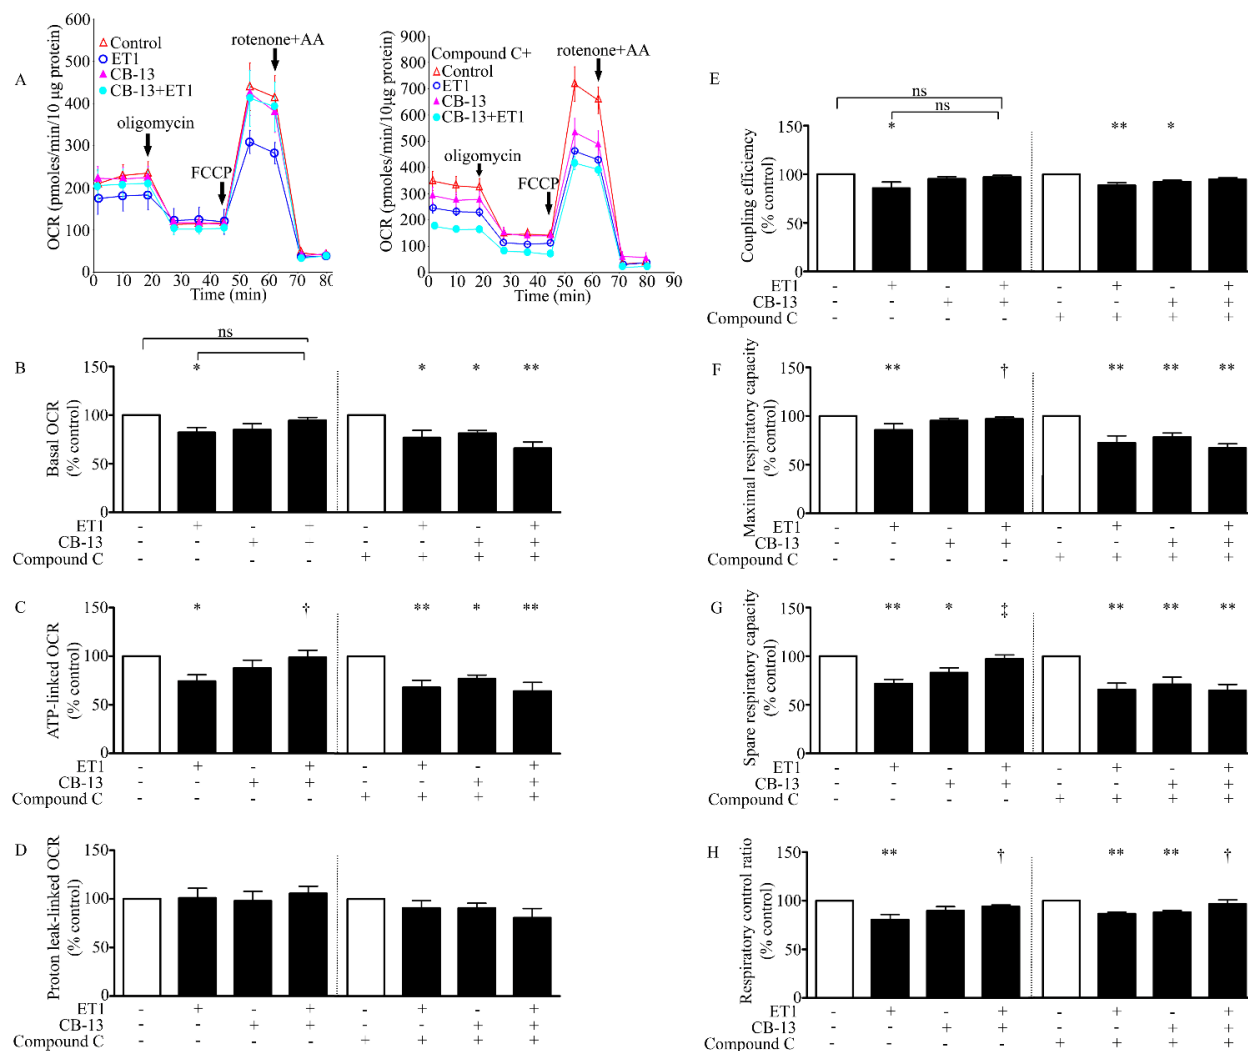 A
OCR (pmoles/min/10 µg protein)
600
500
400
300
200
100
0
Control
ET1
CB-13
CB-13+ET1
oligomycin
FCCP
rotenone+AA
0 10 20 30 40 50 60 70 80
Time (min)
OCR (pmoles/min/10µg protein)
900
800
700
600
500
400
300
200
100
0
Compound C+
Control
ET1
CB-13
CB-13+ET1
oligomycin
FCCP
rotenone+AA
0 10 20 30 40 50 60 70 80 90
Time (min)
B
Basal OCR
(% control)
150
100
50
0
ns
* * * **
ET1 - + - + - + - +
CB-13 - - + + - - + +
Compound C - - - - + + + +
C
ATP-linked OCR
(% control)
150
100
50
0
* † ** * **
ET1 - + - + - + - +
CB-13 - - + + - - + +
Compound C - - - - + + + +
D
Proton leak-linked OCR
(% control)
150
100
50
0
ET1 - + - + - + - +
CB-13 - - + + - - + +
Compound C - - - - + + + +
E
Coupling efficiency
(% control)
150
100
50
0
ns
ns
* ** *
ET1 - + - + - + - +
CB-13 - - + + - - + +
Compound C - - - - + + + +
F
Maximal respiratory capacity
(% control)
150
100
50
0
** † ** ** **
ET1 - + - + - + - +
CB-13 - - + + - - + +
Compound C - - - - + + + +
G
Spare respiratory capacity
(% control)
150
100
50
0
** * ‡ ** ** **
ET1 - + - + - + - +
CB-13 - - + + - - + +
Compound C - - - - + + + +
H
Respiratory control ratio
(% control)
150
100
50
0
** † ** ** †
ET1 - + - + - + - +
CB-13 - - + + - - + +
Compound C - - - - + + + +